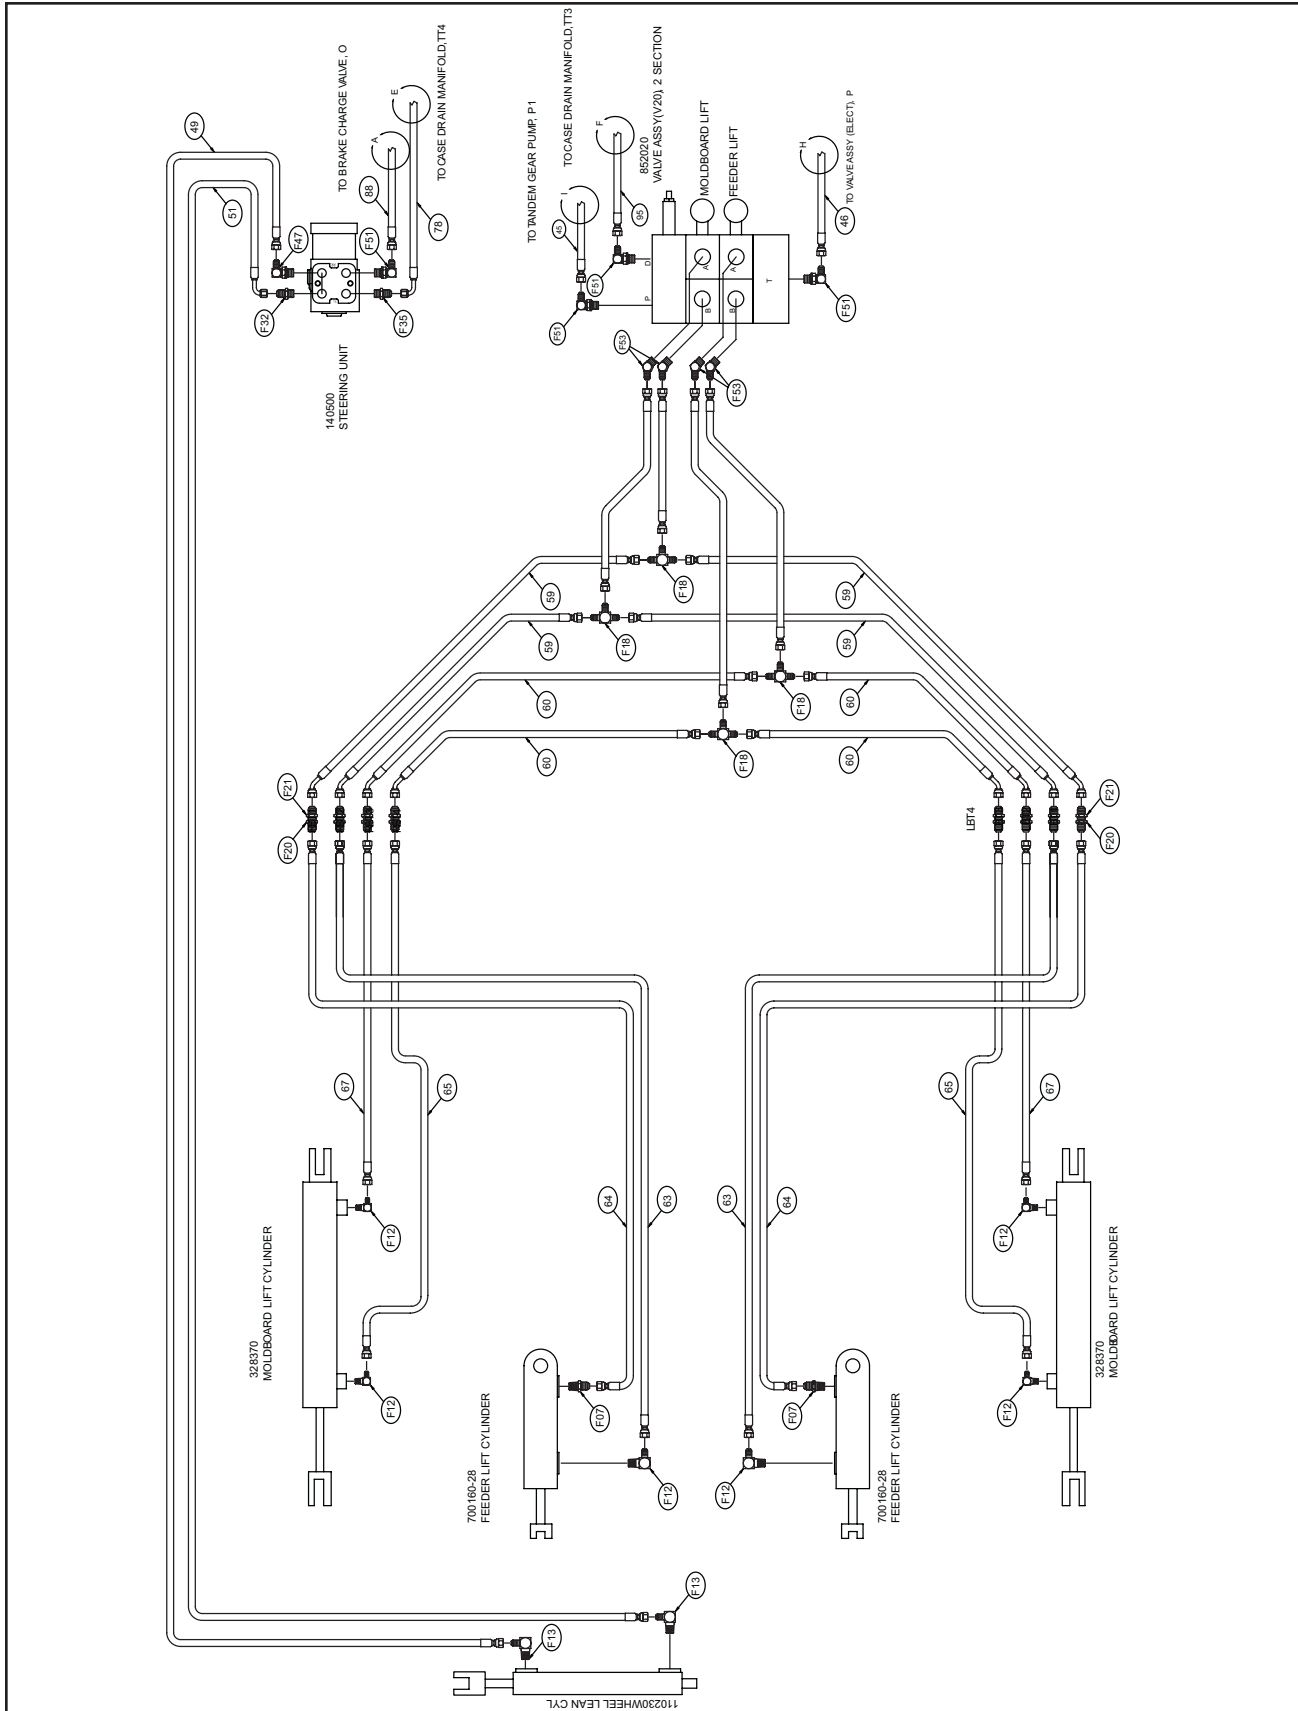 49
51
F47
F32
F51
F35
88
78
A
E
TO BRAKE CHARGE VALVE, O
TO CASE DRAIN MANIFOLD,TT4
140500
STEERING UNIT
TO TANDEM GEAR PUMP, P1
TO CASE DRAIN MANIFOLD,TT3
I
F
45
95
F51
F51
852020
VALVE ASSY(V20), 2 SECTION
MOLDBOARD LIFT
FEEDER LIFT
P
D
A
B
A
B
T
H
46
TO VALVE ASSY (ELECT), P
F51
F53
F53
59
59
59
59
F18
F18
60
60
60
60
F18
F18
F21
F20
LBT4
F21
F20
67
65
65
67
64
63
63
64
F12
F12
328370
MOLDBOARD LIFT CYLINDER
F12
F12
328370
MOLDBOARD LIFT CYLINDER
F07
F12
700160-28
FEEDER LIFT CYLINDER
F07
F12
700160-28
FEEDER LIFT CYLINDER
F13
F13
110230WHEEL LEAN CYL